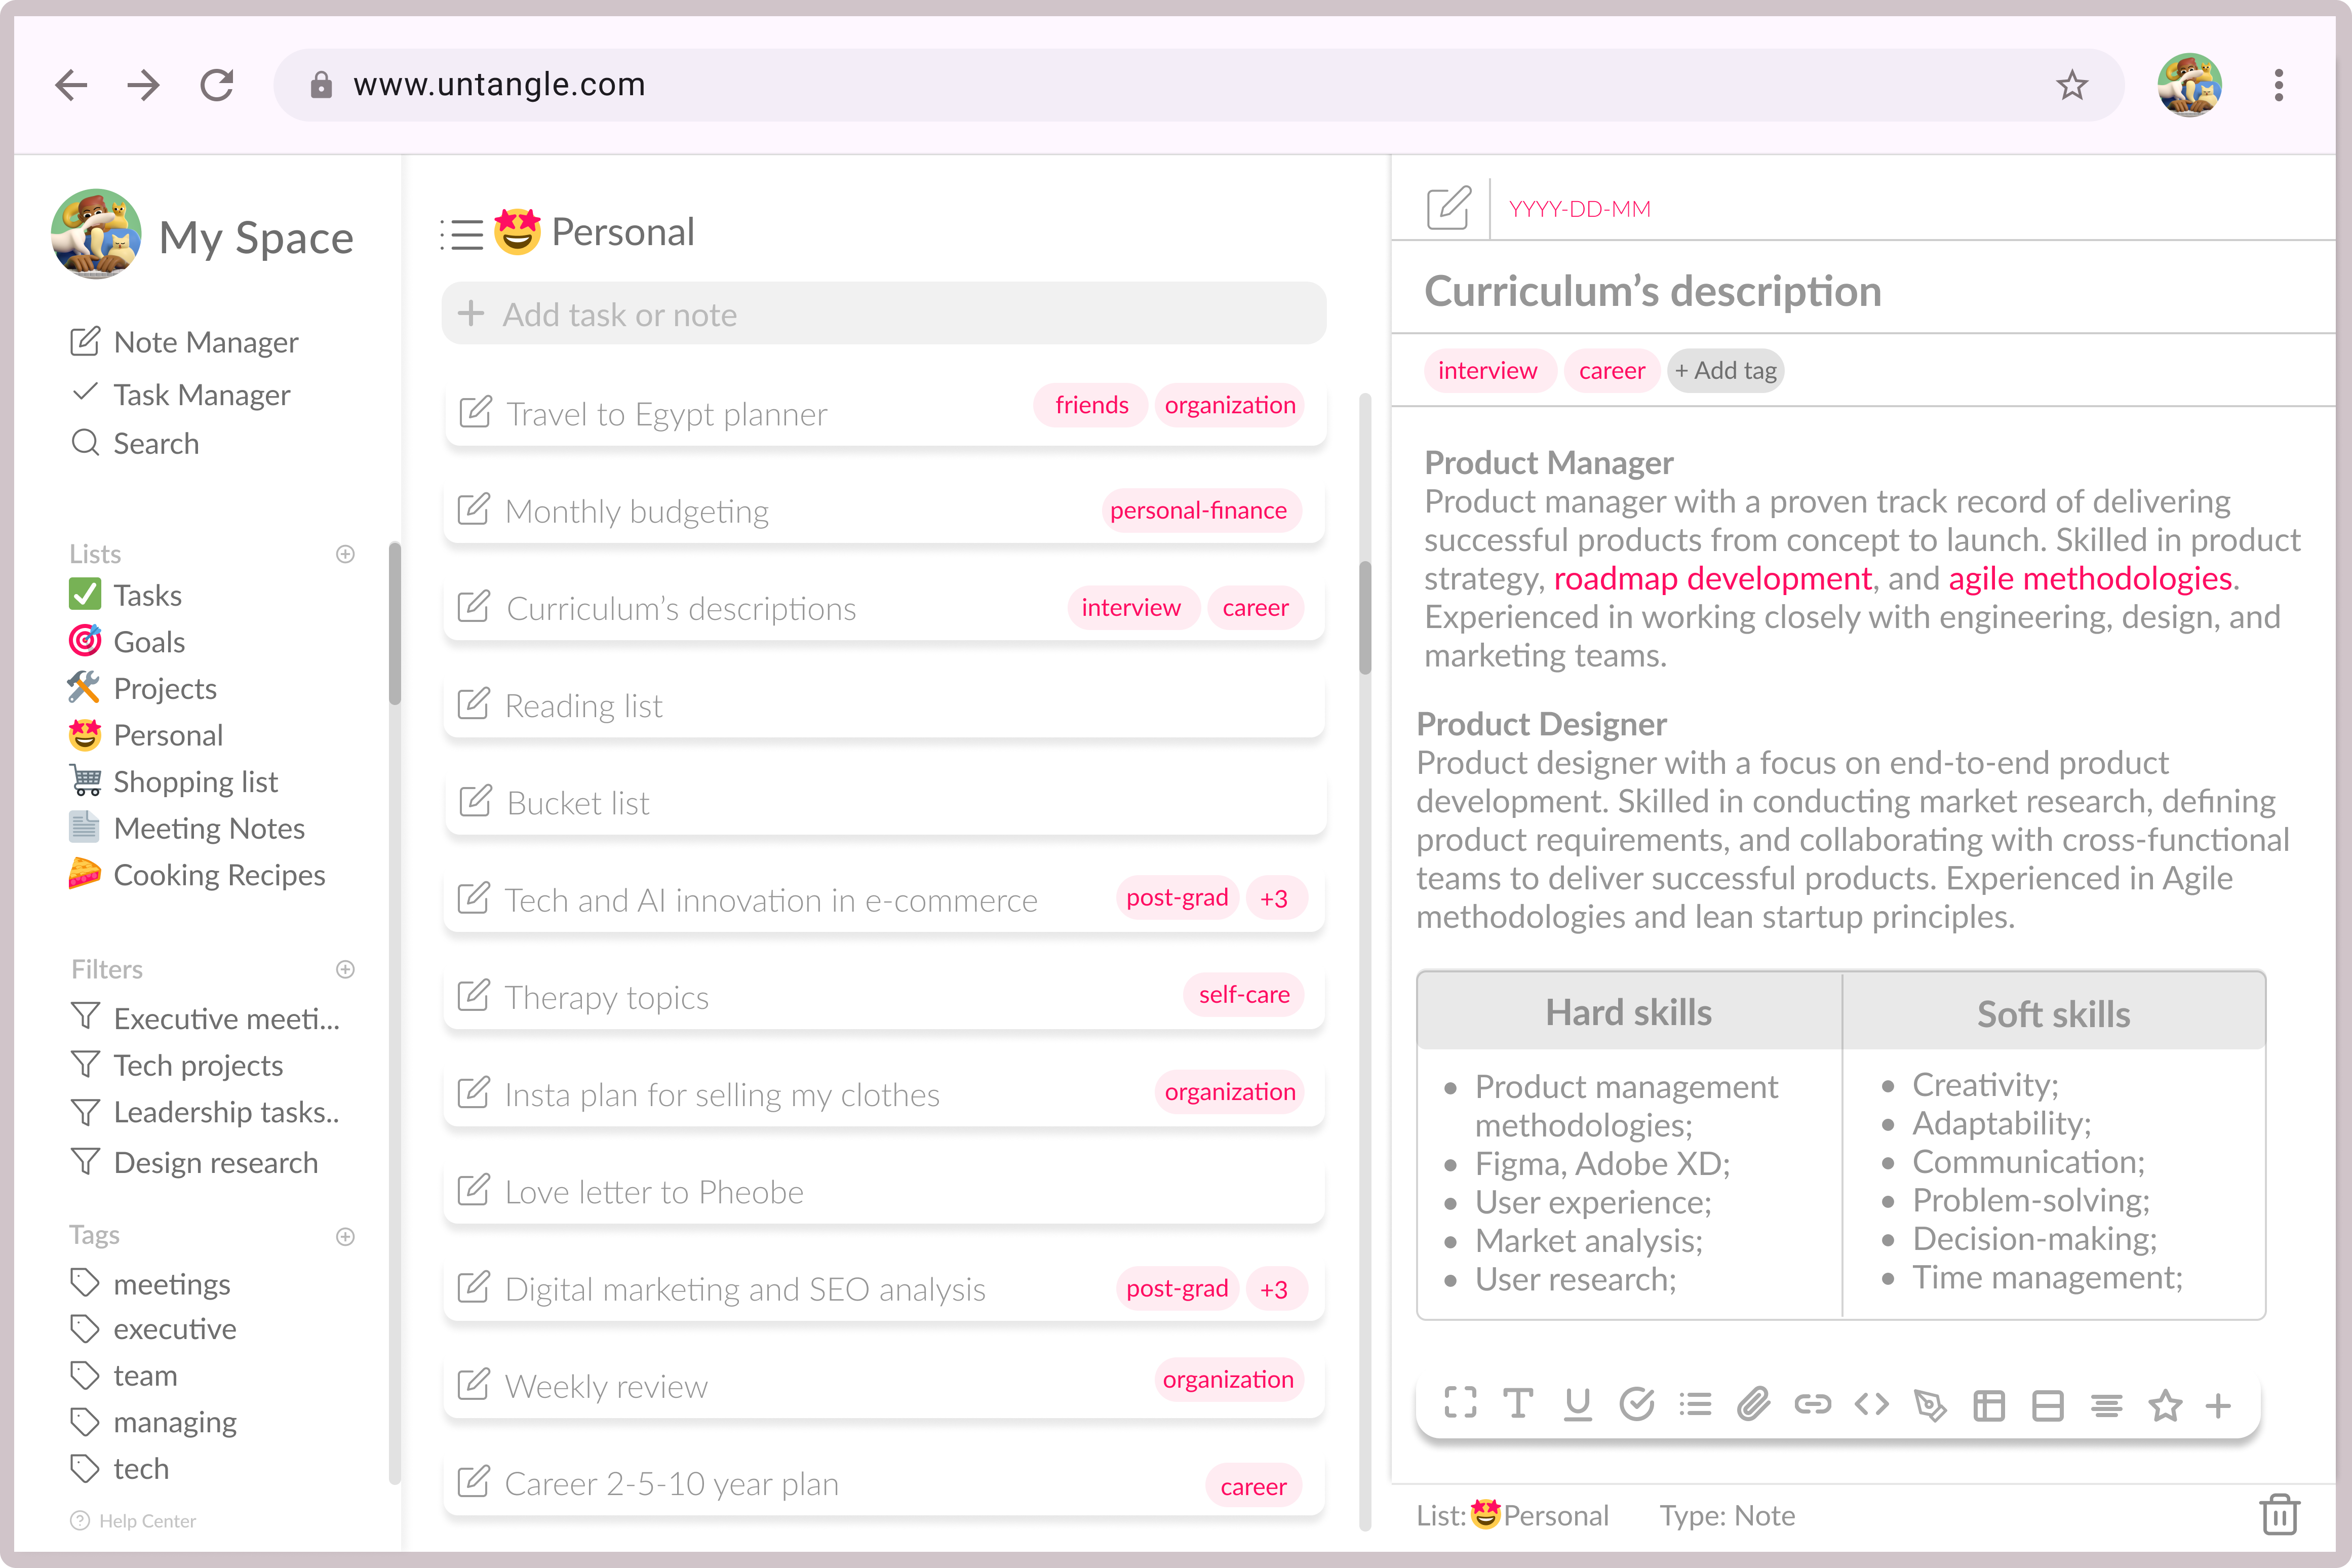 www.untangle.com
My Space
Note Manager
Task Manager
Search
Lists
Tasks
Goals
Projects
Personal
Shopping list
Meeting Notes
Cooking Recipes
Filters
Executive meeti...
Tech projects
Leadership tasks..
Design research
Tags
meetings
executive
team
managing
tech
Help Center
Personal
+ Add task or note
Travel to Egypt planner friends organization
Monthly budgeting personal-finance
Curriculum’s descriptions interview career
Reading list
Bucket list
Tech and AI innovation in e-commerce post-grad +3
Therapy topics self-care
Insta plan for selling my clothes organization
Love letter to Pheobe
Digital marketing and SEO analysis post-grad +3
Weekly review organization
Career 2-5-10 year plan career
YYYY-DD-MM
Curriculum’s description
interview career + Add tag
Product Manager
Product manager with a proven track record of delivering
successful products from concept to launch. Skilled in product
strategy, roadmap development, and agile methodologies.
Experienced in working closely with engineering, design, and
marketing teams.
Product Designer
Product designer with a focus on end-to-end product
development. Skilled in conducting market research, defining
product requirements, and collaborating with cross-functional
teams to deliver successful products. Experienced in Agile
methodologies and lean startup principles.
Hard skills
• Product management
methodologies;
• Figma, Adobe XD;
• User experience;
• Market analysis;
• User research;
Soft skills
• Creativity;
• Adaptability;
• Communication;
• Problem-solving;
• Decision-making;
• Time management;
List: 🤩Personal Type: Note